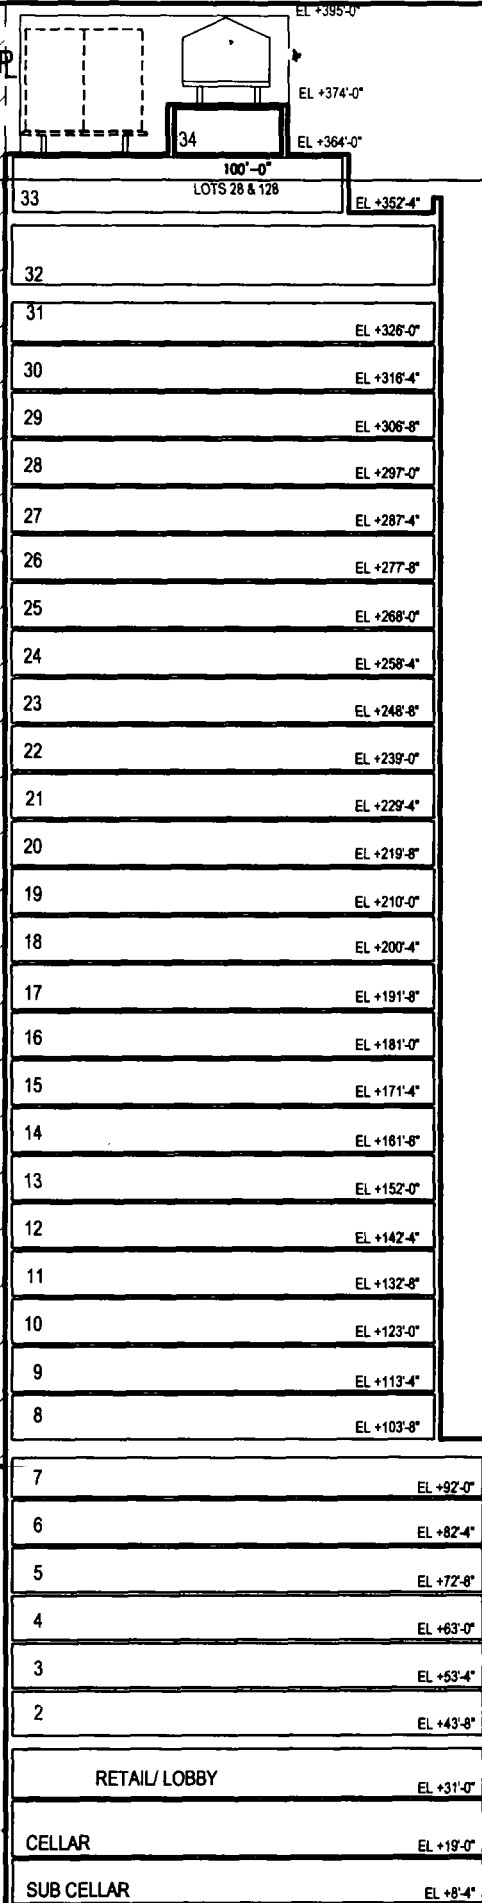 EL +395'-0"
PL
EL +374'-0"
34 EL +364'-0"
100'-0"
LOTS 28 & 128
33 EL +352'-4"
32
31
EL +326'-0"
30 EL +316'-4"
29 EL +306'-8"
28 EL +297'-0"
27 EL +287'-4"
26 EL +277'-8"
25 EL +268'-0"
24 EL +258'-4"
23 EL +248'-8"
22 EL +239'-0"
21 EL +229'-4"
20 EL +219'-8"
19 EL +210'-0"
18 EL +200'-4"
17 EL +191'-8"
16 EL +181'-0"
15 EL +171'-4"
14 EL +161'-8"
13 EL +152'-0"
12 EL +142'-4"
11 EL +132'-8"
10 EL +123'-0"
9 EL +113'-4"
8 EL +103'-8"
7 EL +92'-0"
6 EL +82'-4"
5 EL +72'-8"
4 EL +63'-0"
3 EL +53'-4"
2 EL +43'-8"
RETAIL/ LOBBY EL +31'-0"
CELLAR EL +19'-0"
SUB CELLAR EL +8'-4"